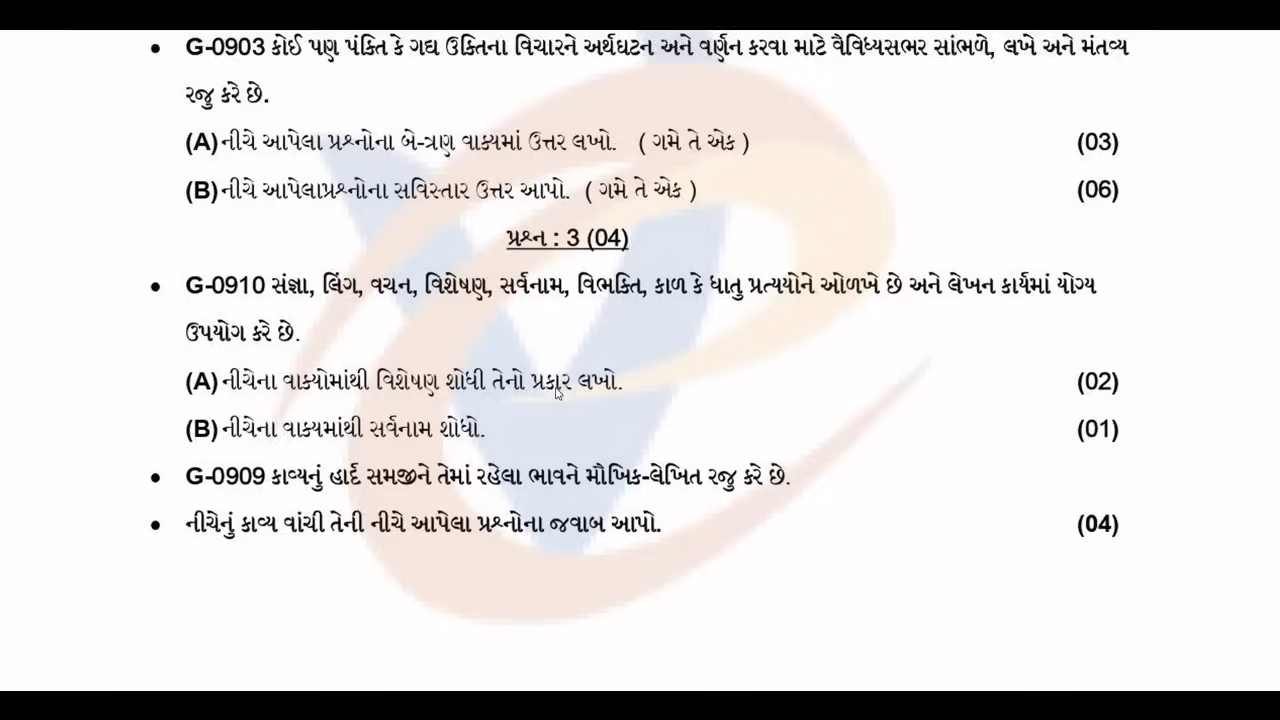 • G-0903 કોઈ પણ પંક્તિ કે ગદ્ય ઉક્તિના વિચારને અર્થઘટન અને વર્ણન કરવા માટે વૈવિધ્યસભર સાંભળે, લખે અને મંતવ્ય
રજુ કરે છે.
(A) નીચે આપેલા પ્રશ્નોના બે-ત્રણ વાક્યમાં ઉત્તર લખો. ( ગમે તે એક ) (03)
(B) નીચે આપેલાપ્રશ્નોના સવિસ્તાર ઉત્તર આપો. ( ગમે તે એક ) (06)
પ્રશ્ન : 3 (04)
• G-0910 સંજ્ઞા, લિંગ, વચન, વિશેષણ, સર્વનામ, વિભક્તિ, કાળ કે ધાતુ પ્રત્યયોને ઓળખે છે અને લેખન કાર્યમાં યોગ્ય
ઉપયોગ કરે છે.
(A) નીચેના વાક્યોમાંથી વિશેષણ શોધી તેનો પ્રકાર લખો. (02)
(B) નીચેના વાક્યમાંથી સર્વનામ શોધો. (01)
• G-0909 કાવ્યનું હાર્દ સમજીને તેમાં રહેલા ભાવને મૌખિક-લેખિત રજુ કરે છે.
• નીચેનું કાવ્ય વાંચી તેની નીચે આપેલા પ્રશ્નોના જવાબ આપો. (04)